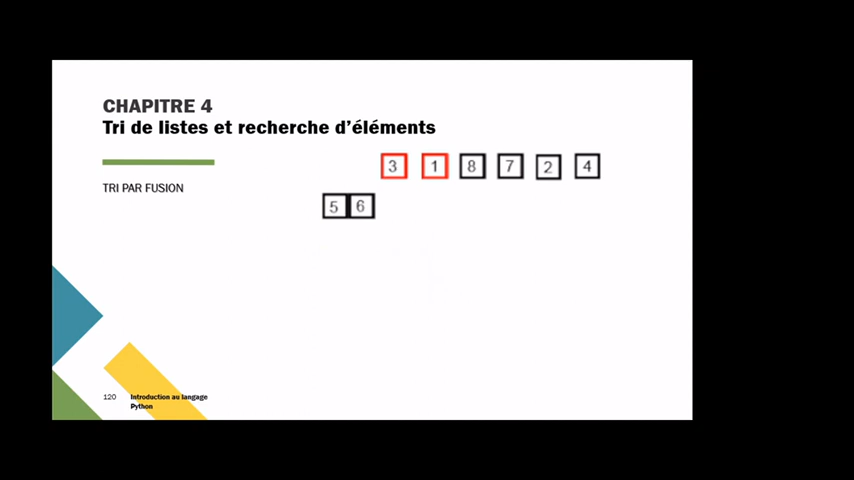 CHAPITRE 4
Tri de listes et recherche d'éléments
3 1 8 7 2 4
TRI PAR FUSION
5 6
120 Introduction au langage
Python